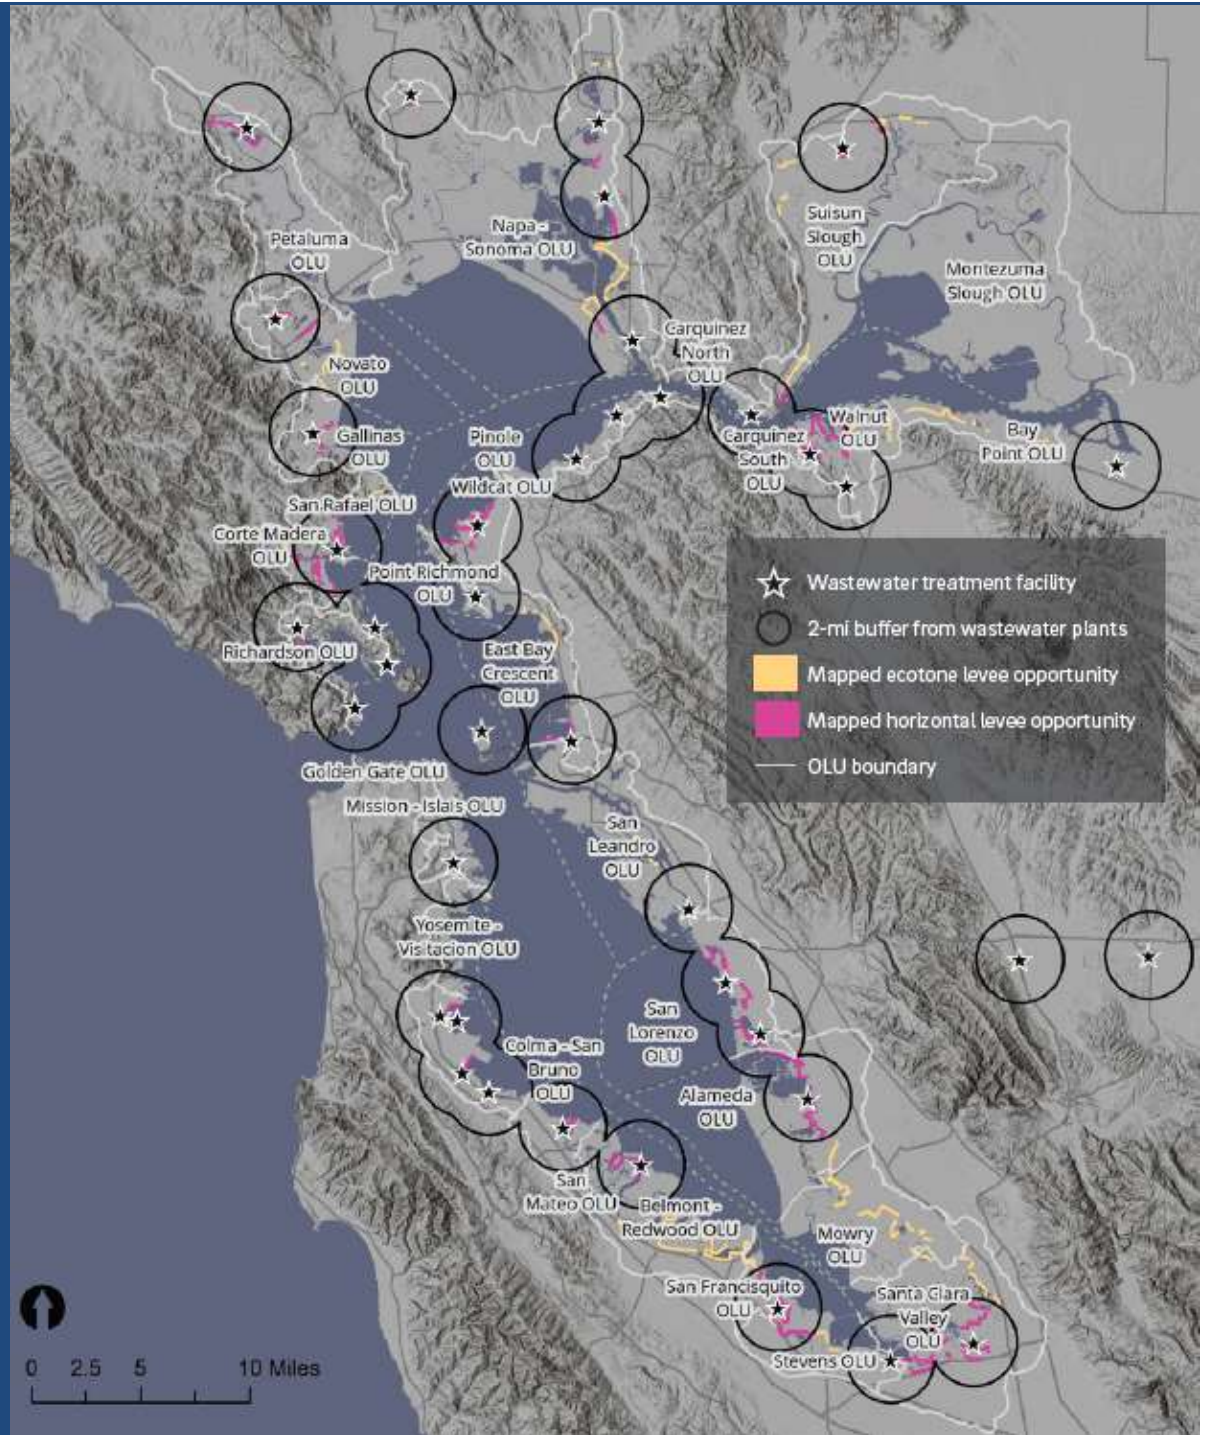 Petaluma
OLU
Napa -
Sonoma OLU
Suisun
Slough
OLU
Montezuma
Slough OLU
Novato
OLU
Carquinez
North
OLU
Gallinas
OLU
Pinole
OLU
Wildcat OLU
Carquinez
South
OLU
Walnut
OLU
Bay
Point OLU
San Rafael OLU
Corte Madera
OLU
Point Richmond
OLU
Richardson OLU
East Bay
Crescent
OLU
Wastewater treatment facility
2-mi buffer from wastewater plants
Mapped ecotone levee opportunity
Mapped horizontal levee opportunity
OLU boundary
Golden Gate OLU
Mission - Islais OLU
San
Leandro
OLU
Yosemite -
Visitacion OLU
San
Lorenzo
OLU
Colma - San
Bruno
OLU
Alameda
OLU
San
Mateo OLU
Belmont -
Redwood OLU
Mowry
OLU
San Francisquito
OLU
Santa Clara
Valley
OLU
Stevens OLU
0 2.5 5 10 Miles